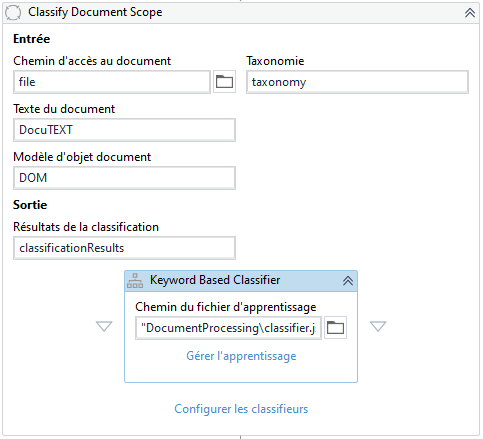 Classify Document Scope
Entrée
Chemin d'accès au document Taxonomie
file taxonomy
Texte du document
DocuTEXT
Modèle d'objet document
DOM
Sortie
Résultats de la classification
classificationResults
Keyword Based Classifier
Chemin du fichier d'apprentissage
"DocumentProcessing\classifier.j
Gérer l'apprentissage
Configurer les classifieurs